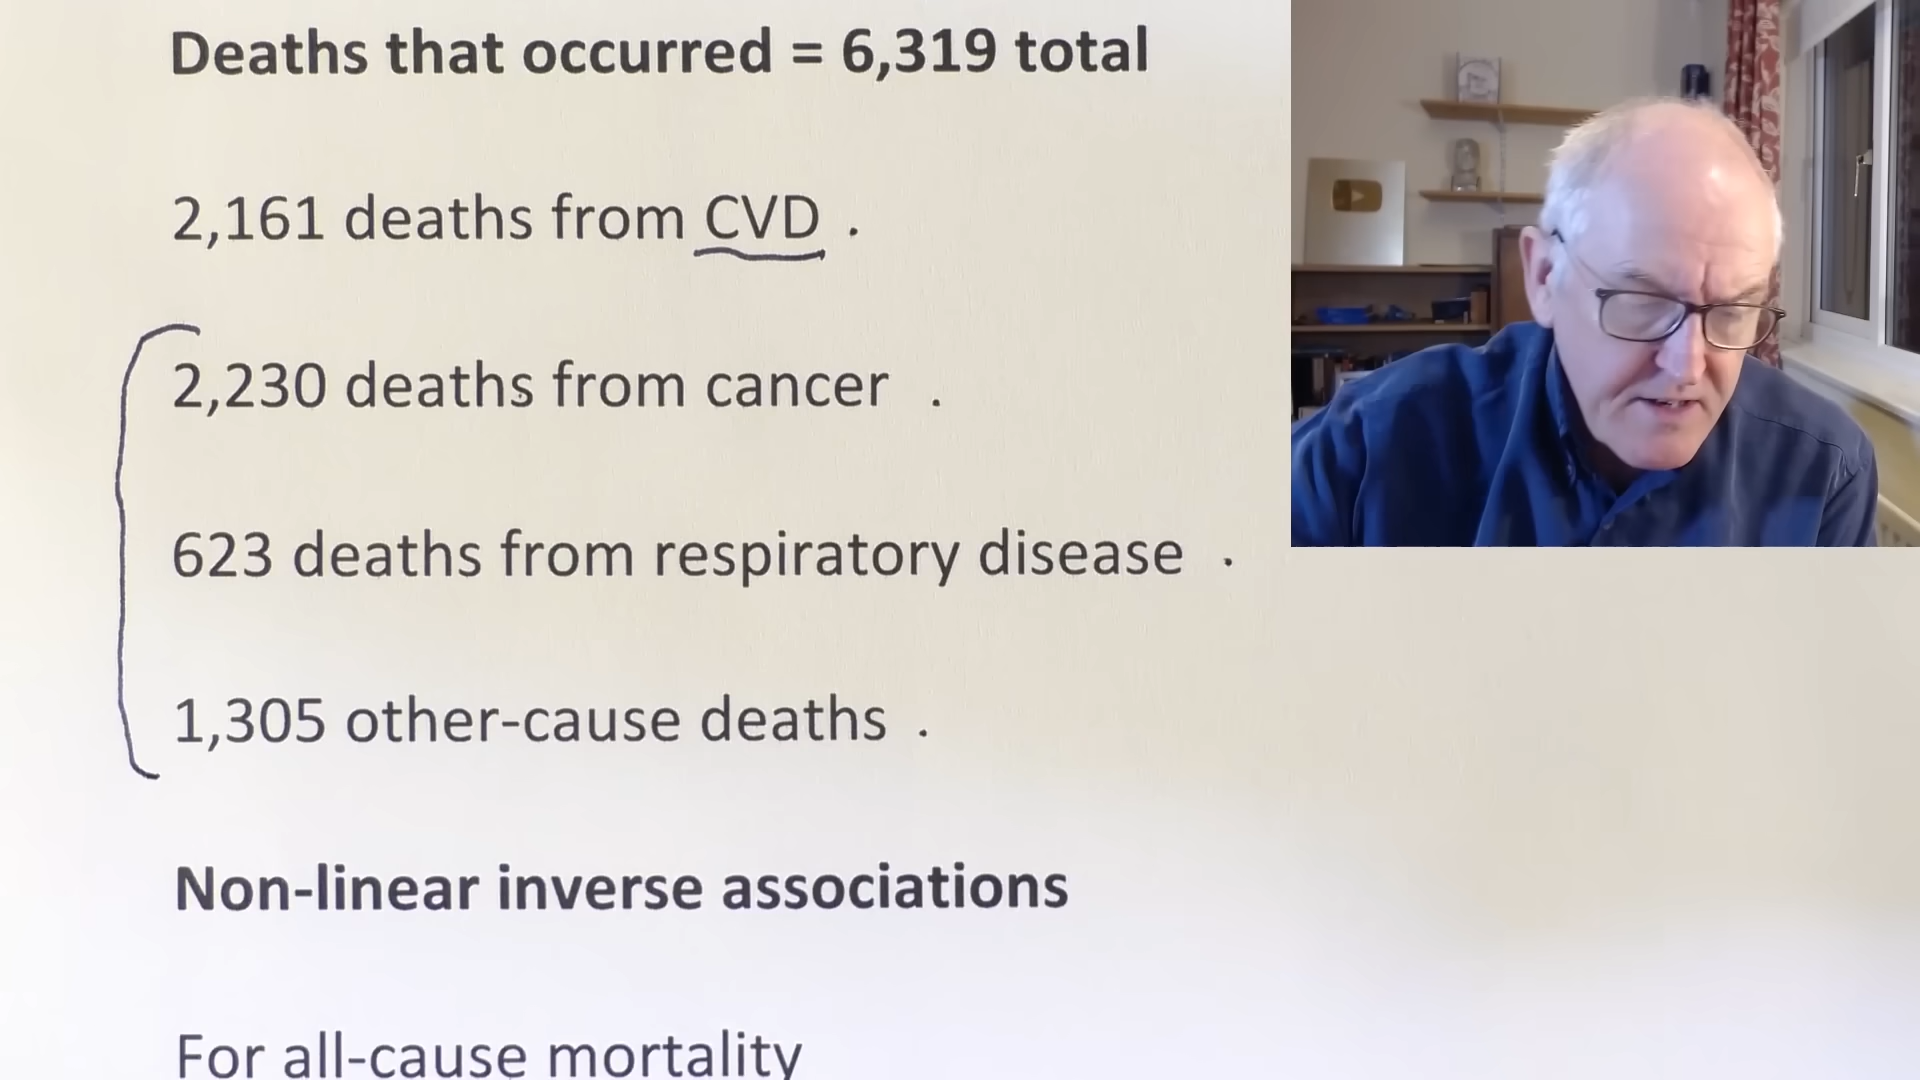 Deaths that occurred = 6,319 total
2,161 deaths from CVD .
2,230 deaths from cancer .
623 deaths from respiratory disease .
1,305 other-cause deaths .
Non-linear inverse associations
For all-cause mortality